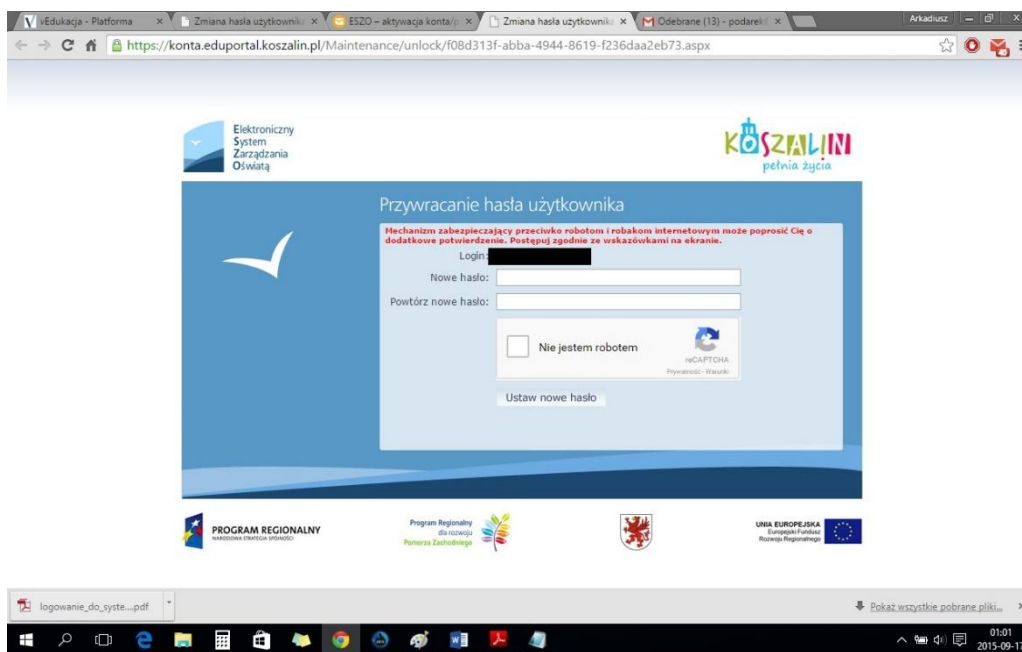 vEdukacja - Platforma
Zmiana hasła użytkownika
ESZO – aktywacja konta/p
Zmiana hasła użytkownika
Odebrane (13) - podarek
Arkadiusz
https://konta.eduportal.koszalin.pl/Maintenance/unlock/f08d313f-abba-4944-8619-f236daa2eb73.aspx
Elektroniczny
System
Zarządzania
Oświatą
KOSZALIN
pełnia życia
Przywracanie hasła użytkownika
Mechanizm zabezpieczający przeciwko robotom i robakom internetowym może poprosić Cię o
dodatkowe potwierdzenie. Postępuj zgodnie ze wskazówkami na ekranie.
Login:
Nowe hasło:
Powtórz nowe hasło:
Nie jestem robotem
reCAPTCHA
Prywatność - Warunki
Ustaw nowe hasło
PROGRAM REGIONALNY
NARODOWA STRATEGIA SPÓJNOŚCI
Program Regionalny
dla rozwoju
Pomorza Zachodniego
UNIA EUROPEJSKA
Europejski Fundusz
Rozwoju Regionalnego
logowanie_do_syste....pdf
Pokaż wszystkie pobrane pliki...
01:01
2015-09-17